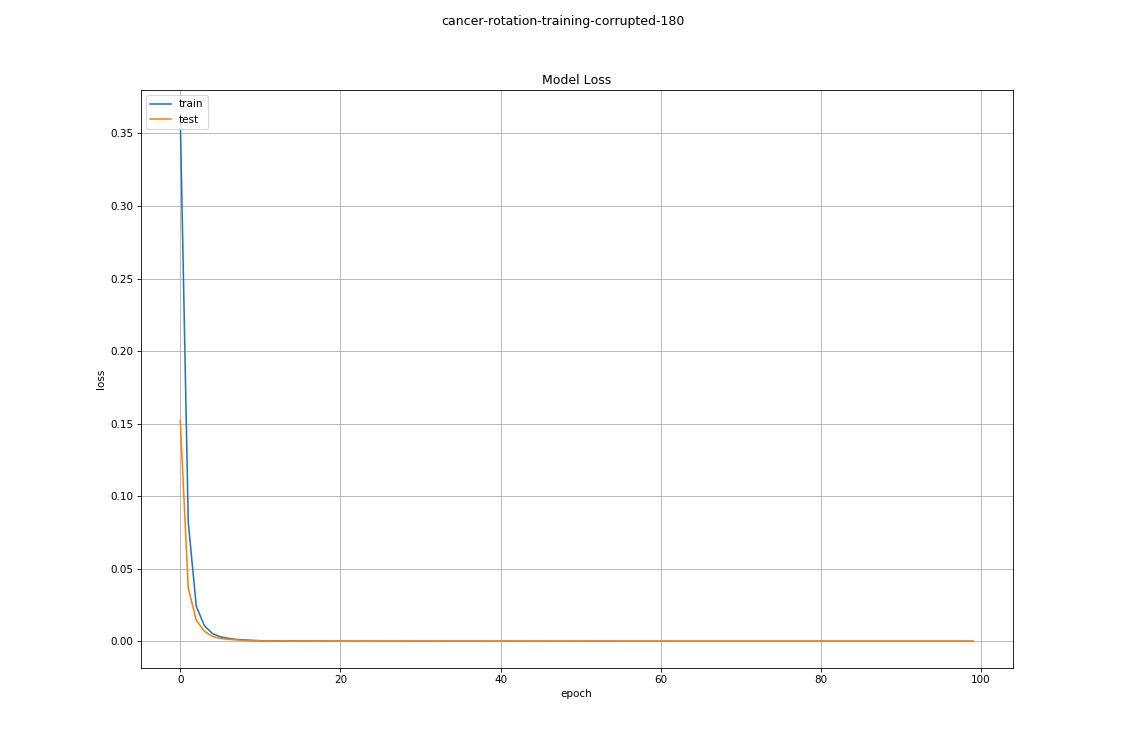 cancer-rotation-training-corrupted-180
Model Loss
train
test
0.35
0.30
0.25
0.20
0.15
0.10
0.05
0.00
loss
0 20 40 60 80 100
epoch